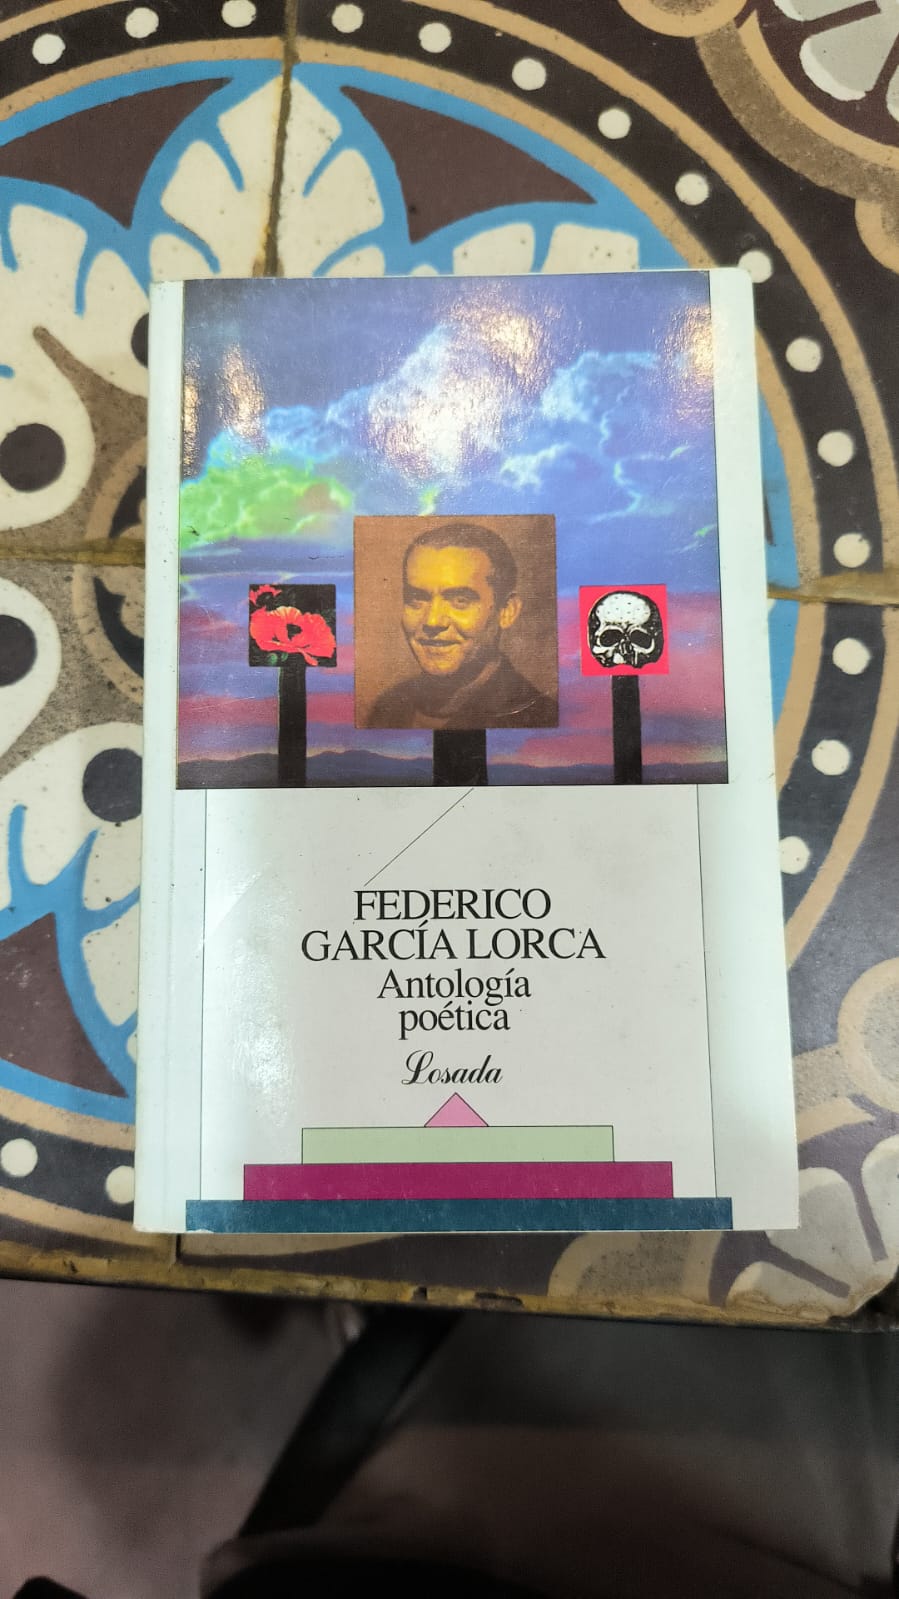 FEDERICO
GARCÍA LORCA
Antología
poética
Losada